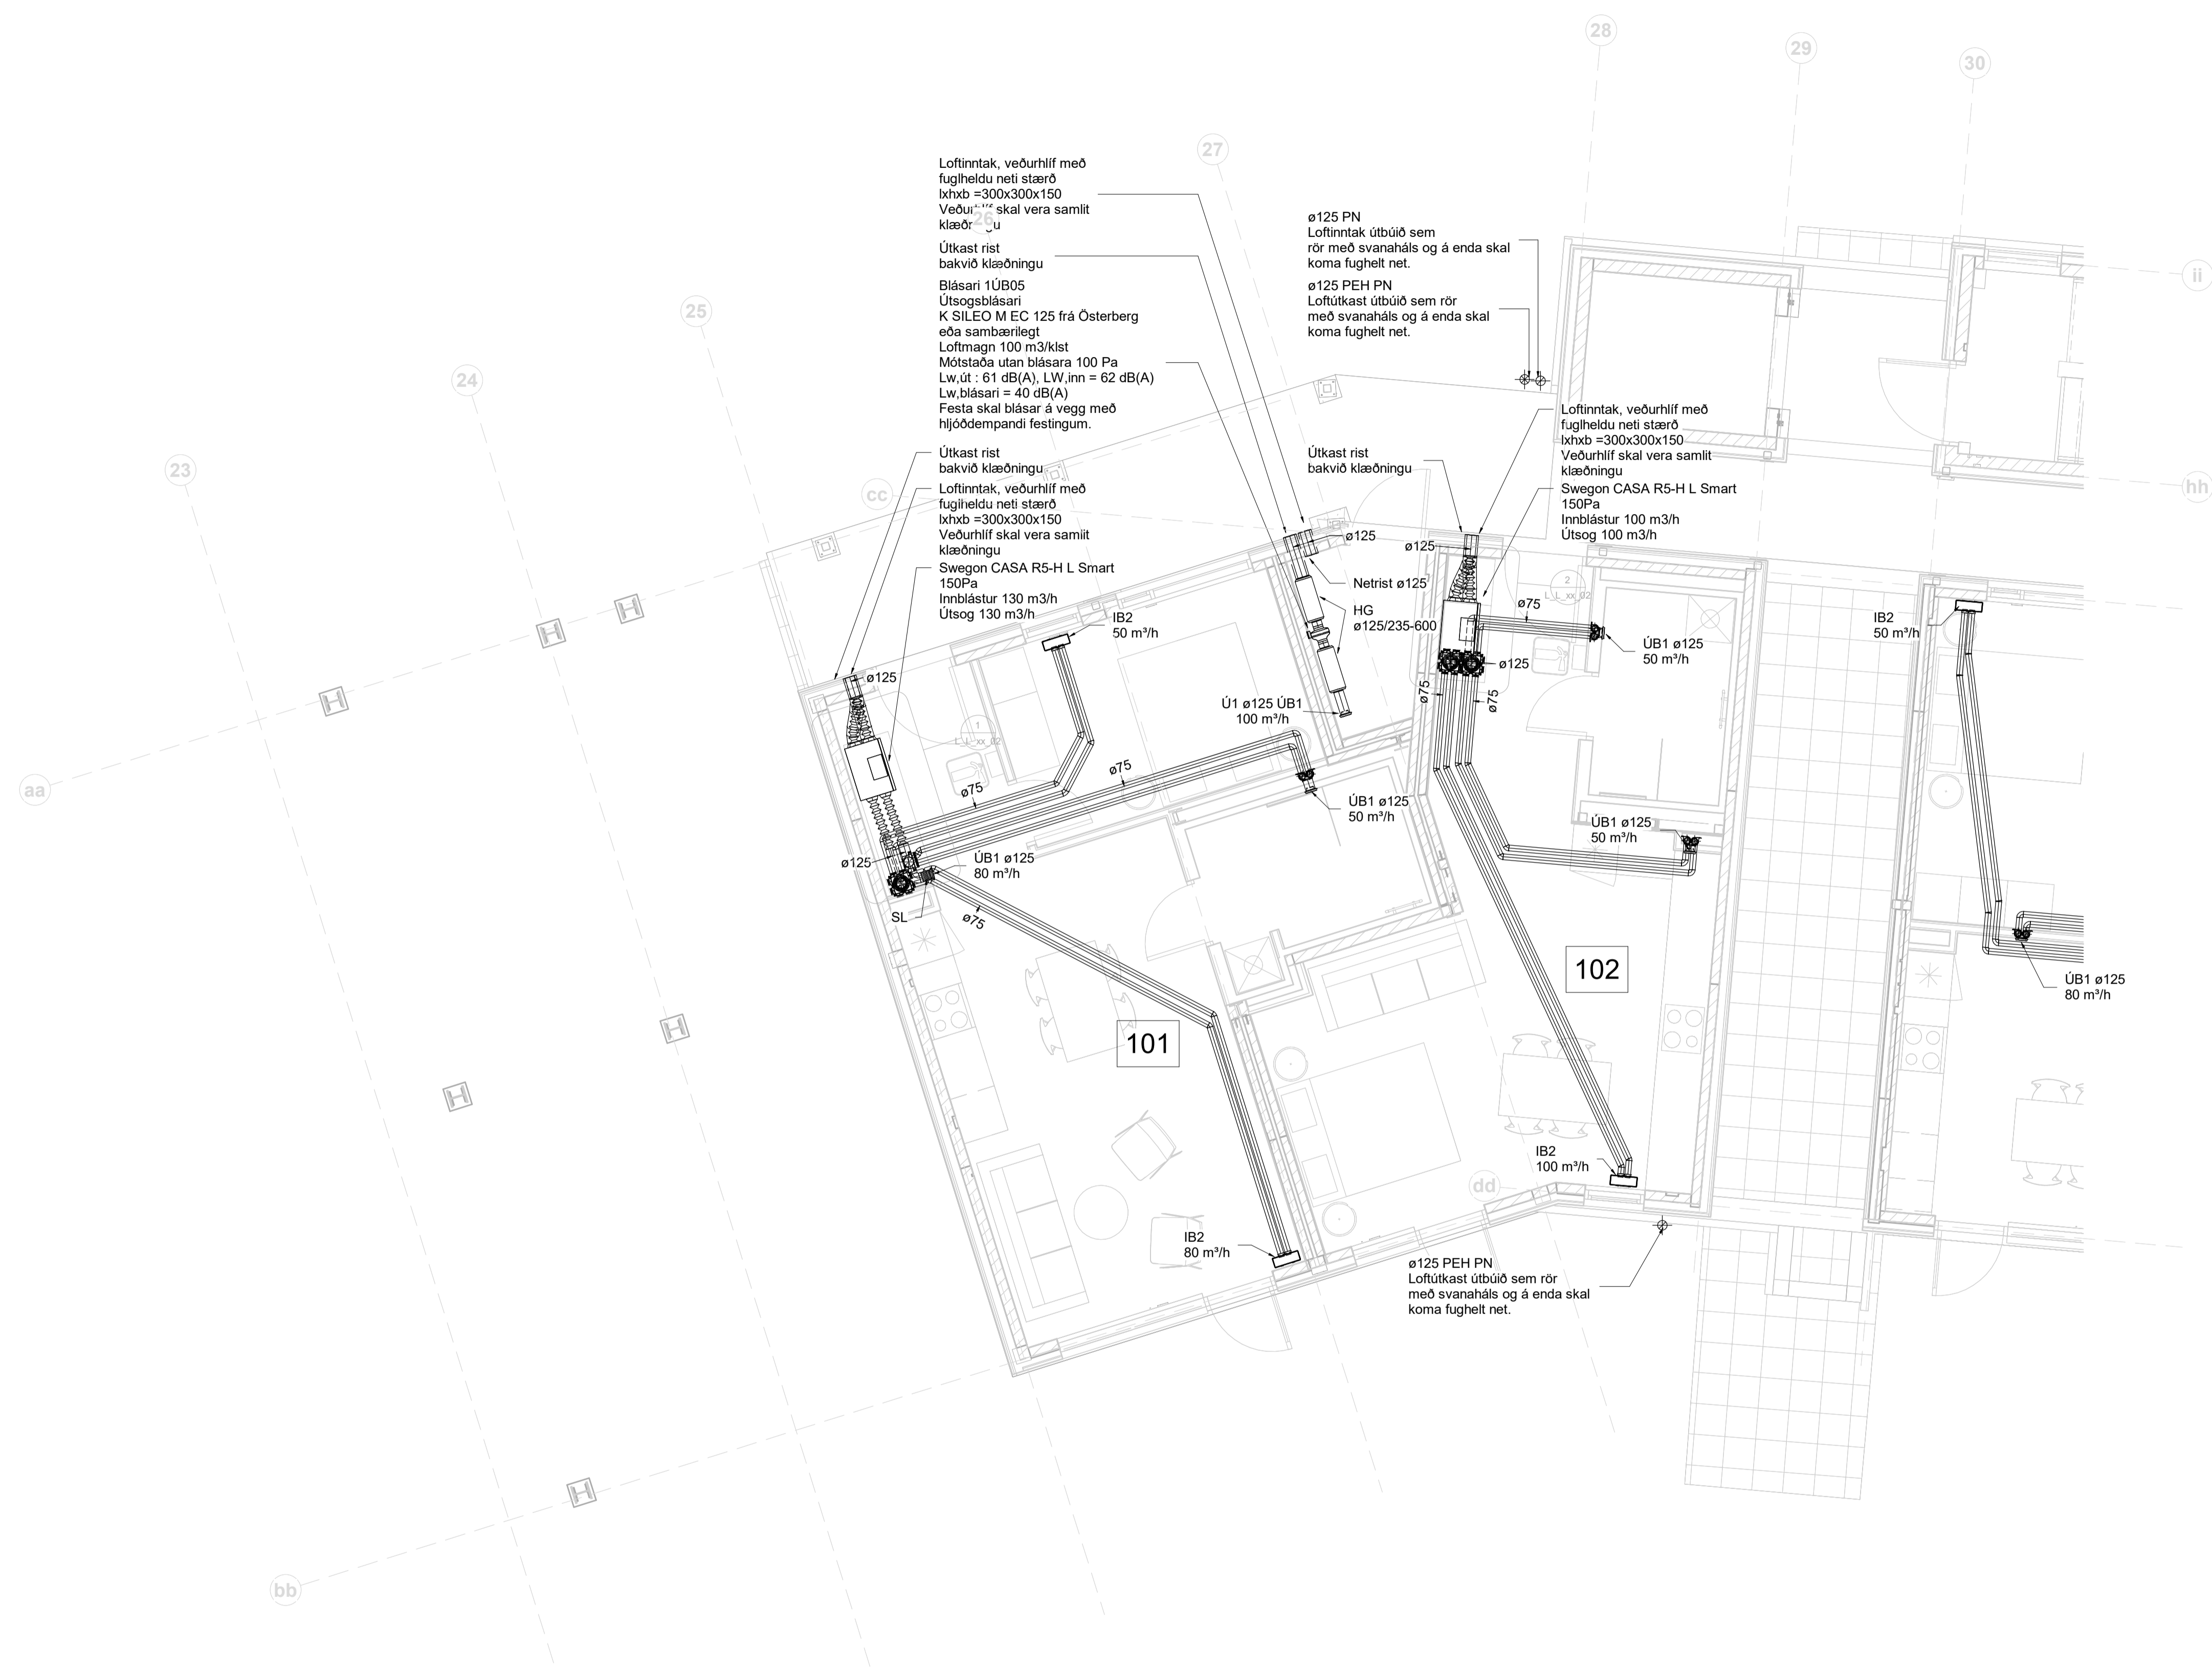 28
29
30
27
26
25
24
23
cc
ii
hh
aa
bb
dd
Loftinntak, veðurhlíf með
fuglheldu neti stærð
lxhxb =300x300x150
Veðurhlíf skal vera samlit
klæðningu
Útkast rist
bakvið klæðningu
Blásari 1ÚB05
Útsogsblásari
K SILEO M EC 125 frá Österberg
eða sambærilegt
Loftmagn 100 m3/klst
Mótstaða utan blásara 100 Pa
Lw,út : 61 dB(A), LW,inn = 62 dB(A)
Lw,blásari = 40 dB(A)
Festa skal blásar á vegg með
hljóðdempandi festingum.
Útkast rist
bakvið klæðningu
Loftinntak, veðurhlíf með
fuglheldu neti stærð
lxhxb =300x300x150
Veðurhlíf skal vera samlit
klæðningu
Swegon CASA R5-H L Smart
150Pa
Innblástur 130 m3/h
Útsog 130 m3/h
ø125 PN
Loftinntak útbúið sem
rör með svanaháls og á enda skal
koma fughelt net.
ø125 PEH PN
Loftútkast útbúið sem rör
með svanaháls og á enda skal
koma fughelt net.
Útkast rist
bakvið klæðningu
Loftinntak, veðurhlíf með
fuglheldu neti stærð
lxhxb =300x300x150
Veðurhlíf skal vera samlit
klæðningu
Swegon CASA R5-H L Smart
150Pa
Innblástur 100 m3/h
Útsog 100 m3/h
ø125
ø125
Netrist ø125
HG
ø125/235-600
Ú1 ø125 ÚB1
100 m³/h
IB2
50 m³/h
ø125
1
L_L_xx_02
ø75
ø75
ÚB1 ø125
50 m³/h
ø125
ÚB1 ø125
80 m³/h
SL
ø75
101
IB2
80 m³/h
2
L_L_xx_02
ø75
ÚB1 ø125
50 m³/h
ø125
ø75
ø75
ÚB1 ø125
50 m³/h
102
IB2
100 m³/h
ø125 PEH PN
Loftútkast útbúið sem rör
með svanaháls og á enda skal
koma fughelt net.
IB2
50 m³/h
ÚB1 ø125
80 m³/h